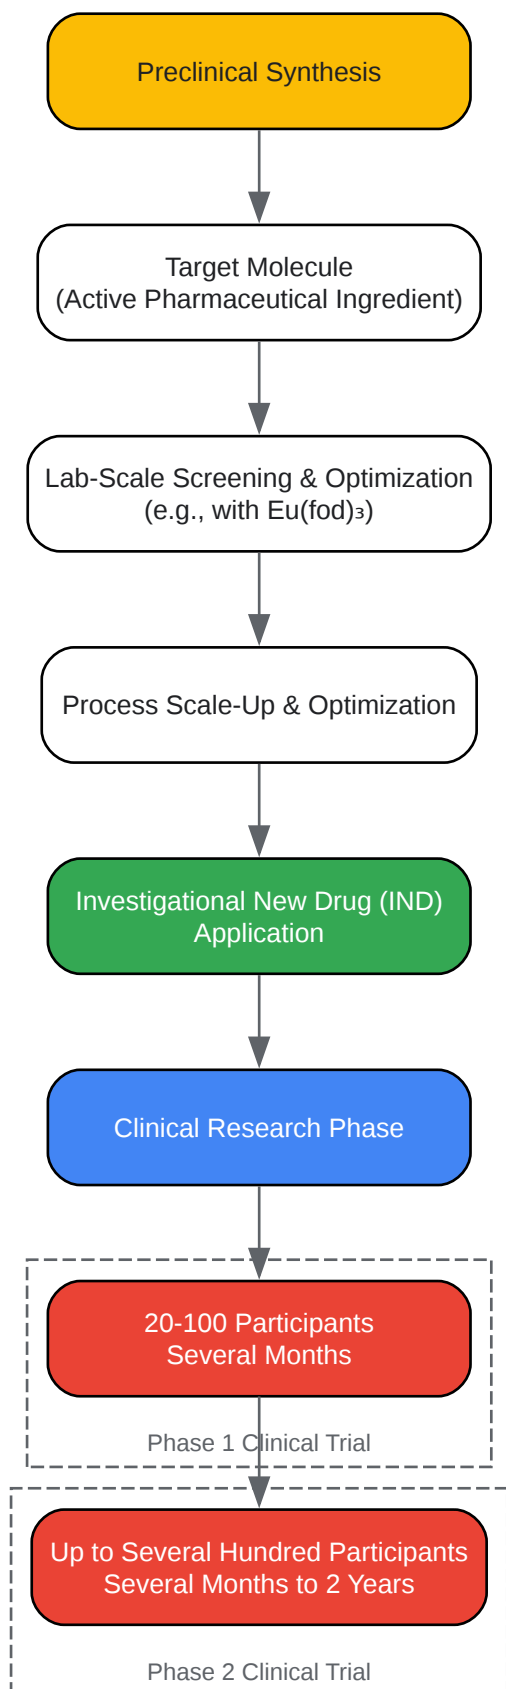 Preclinical Synthesis
Target Molecule
(Active Pharmaceutical Ingredient)
Lab-Scale Screening & Optimization
(e.g., with Eu(fod)₃)
Process Scale-Up & Optimization
Investigational New Drug (IND)
Application
Clinical Research Phase
20-100 Participants
Several Months
Phase 1 Clinical Trial
Up to Several Hundred Participants
Several Months to 2 Years
Phase 2 Clinical Trial